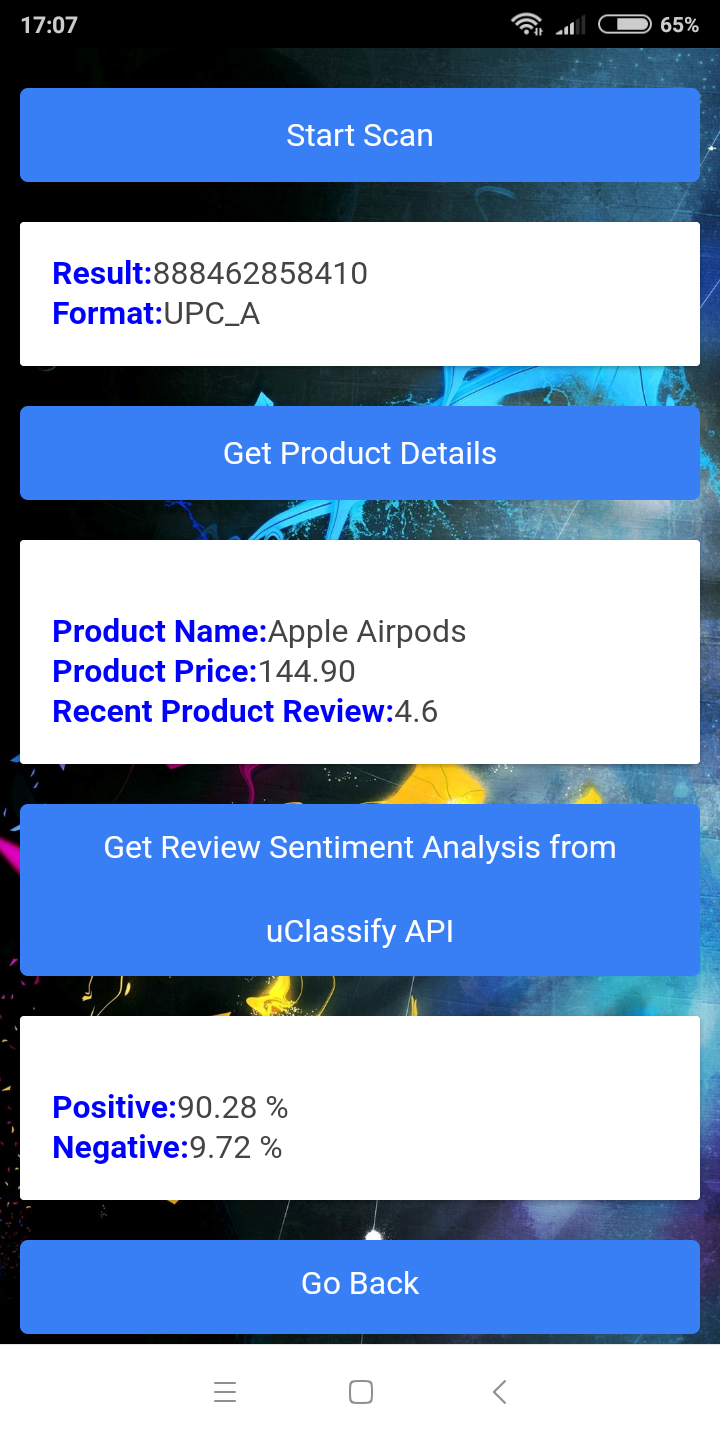 17:07 65%
Start Scan
Result:888462858410
Format:UPC_A
Get Product Details
Product Name:Apple Airpods
Product Price:144.90
Recent Product Review:4.6
Get Review Sentiment Analysis from
uClassify API
Positive:90.28 %
Negative:9.72 %
Go Back